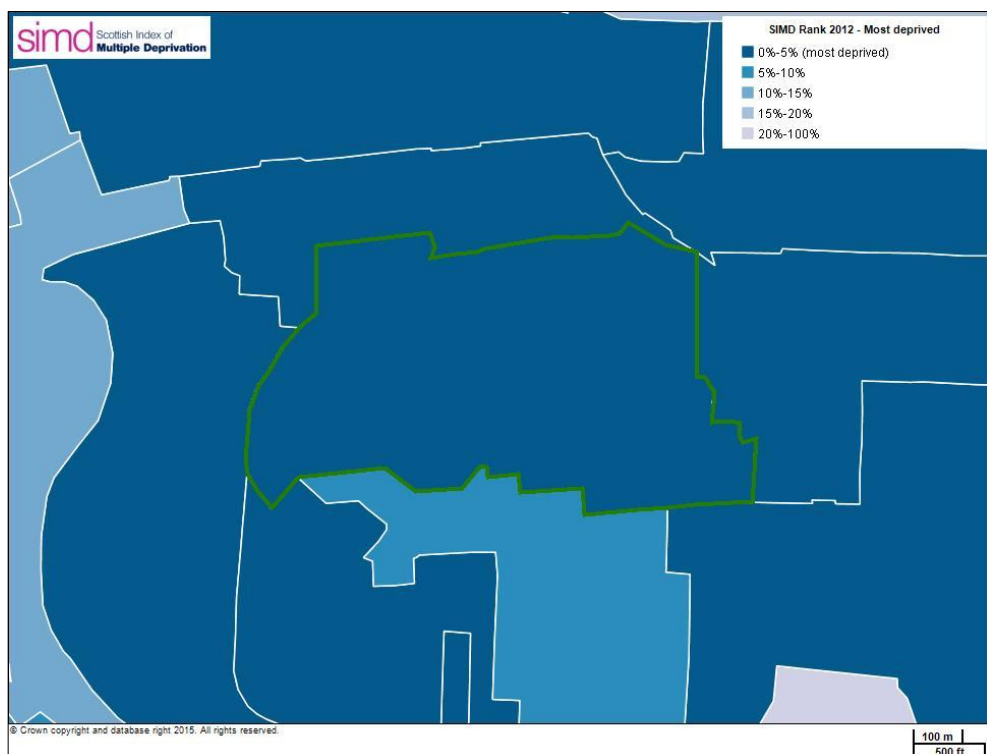 simd Scottish Index of
Multiple Deprivation
SIMD Rank 2012 - Most deprived
0%-5% (most deprived)
5%-10%
10%-15%
15%-20%
20%-100%
© Crown copyright and database right 2015. All rights reserved.
100 m
500 ft